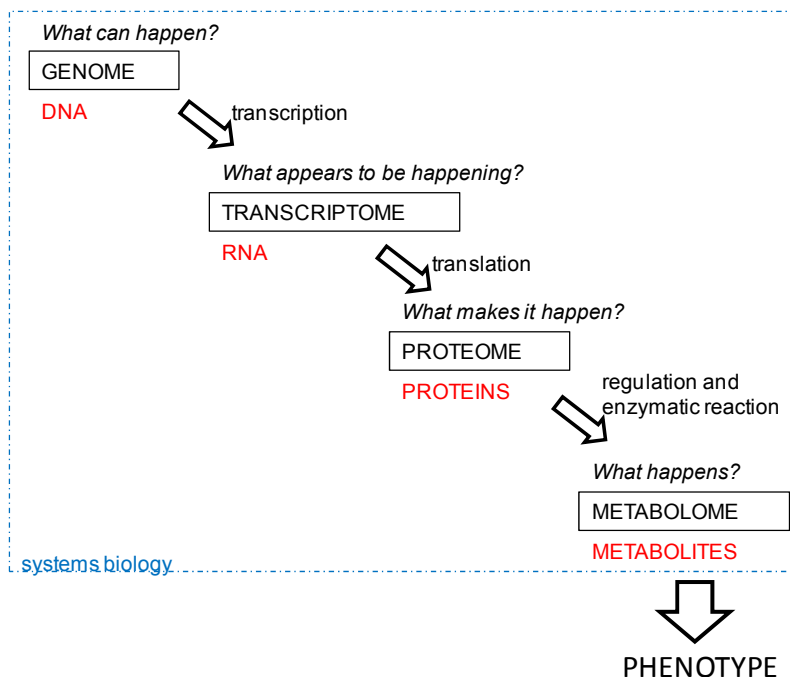 What can happen?
GENOME
DNA
transcription
What appears to be happening?
TRANSCRIPTOME
RNA
translation
What makes it happen?
PROTEOME
PROTEINS
regulation and
enzymatic reaction
What happens?
METABOLOME
METABOLITES
systems biology
PHENOTYPE